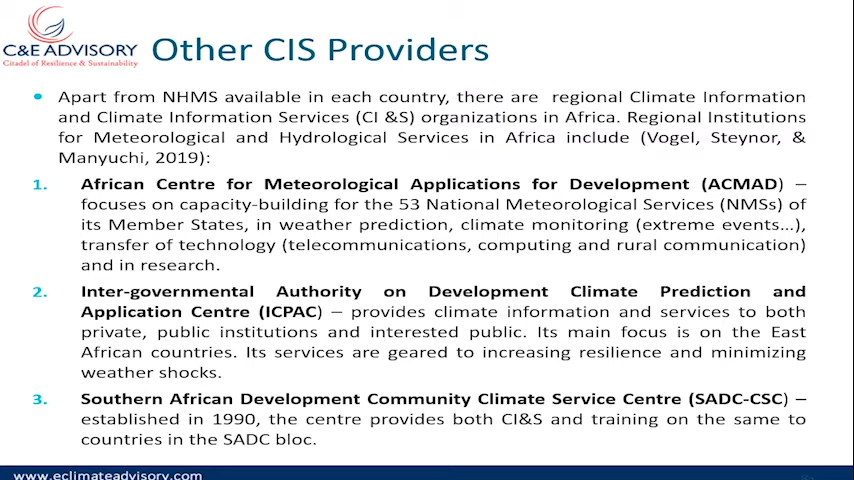 C&E ADVISORY
Citadel of Resilience & Sustainability
Other CIS Providers
• Apart from NHMS available in each country, there are regional Climate Information
and Climate Information Services (CI &S) organizations in Africa. Regional Institutions
for Meteorological and Hydrological Services in Africa include (Vogel, Steynor, &
Manyuchi, 2019):
1. African Centre for Meteorological Applications for Development (ACMAD) –
focuses on capacity-building for the 53 National Meteorological Services (NMSs) of
its Member States, in weather prediction, climate monitoring (extreme events...),
transfer of technology (telecommunications, computing and rural communication)
and in research.
2. Inter-governmental Authority on Development Climate Prediction and
Application Centre (ICPAC) – provides climate information and services to both
private, public institutions and interested public. Its main focus is on the East
African countries. Its services are geared to increasing resilience and minimizing
weather shocks.
3. Southern African Development Community Climate Service Centre (SADC-CSC) –
established in 1990, the centre provides both CI&S and training on the same to
countries in the SADC bloc.
www.eclimateadvisory.com